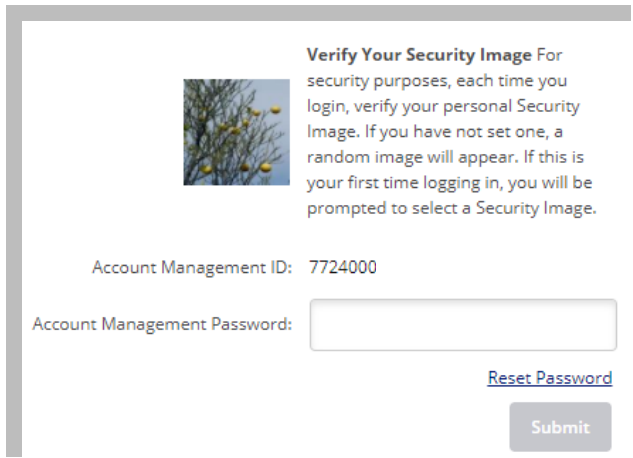 Verify Your Security Image For
security purposes, each time you
login, verify your personal Security
Image. If you have not set one, a
random image will appear. If this is
your first time logging in, you will be
prompted to select a Security Image.
Account Management ID: 7724000
Account Management Password:
Reset Password
Submit